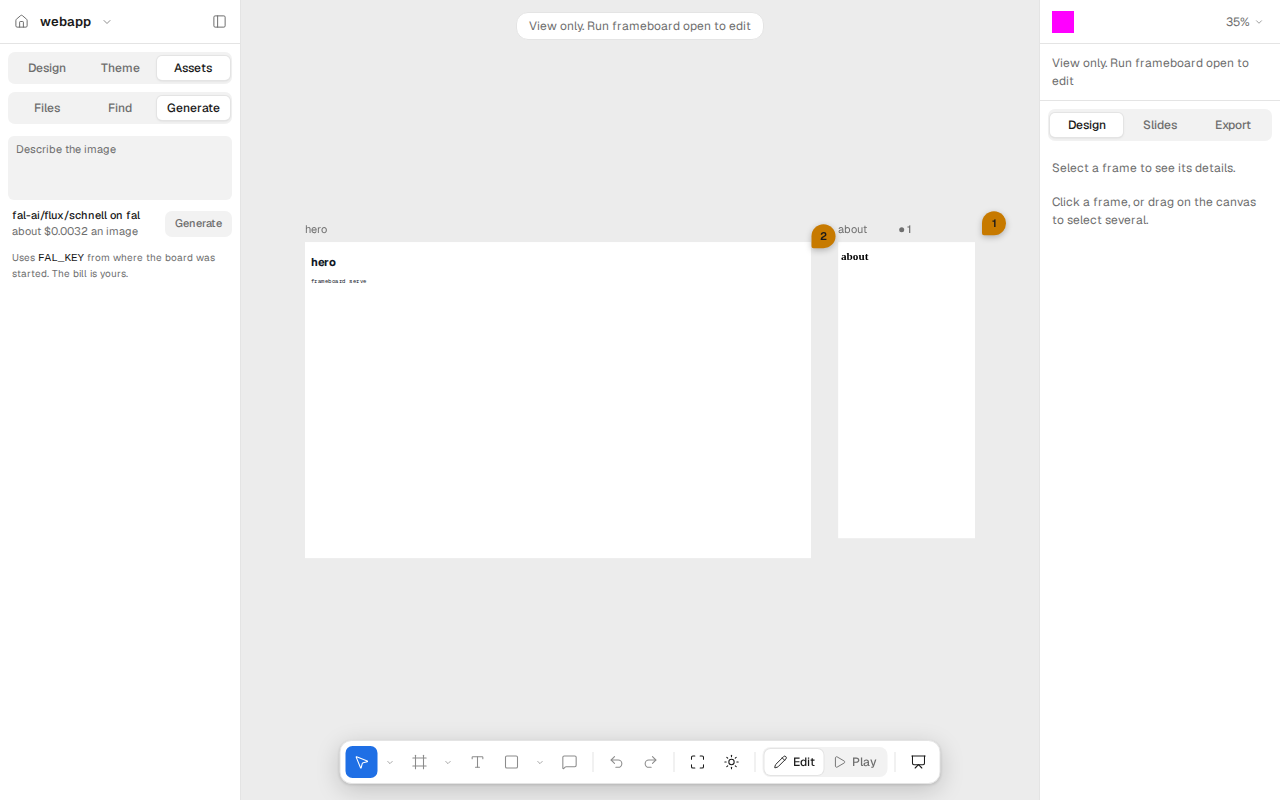 webapp
Design
Theme
Assets
Files
Find
Generate
Describe the image
fal-ai/flux/schnell on fal
about $0.0032 an image
Generate
Uses FAL_KEY from where the board was
started. The bill is yours.
View only. Run frameboard open to edit
hero
2
about
1
1
hero
frameboard serve
about
Edit
Play
35%
View only. Run frameboard open to
edit
Design
Slides
Export
Select a frame to see its details.
Click a frame, or drag on the canvas
to select several.